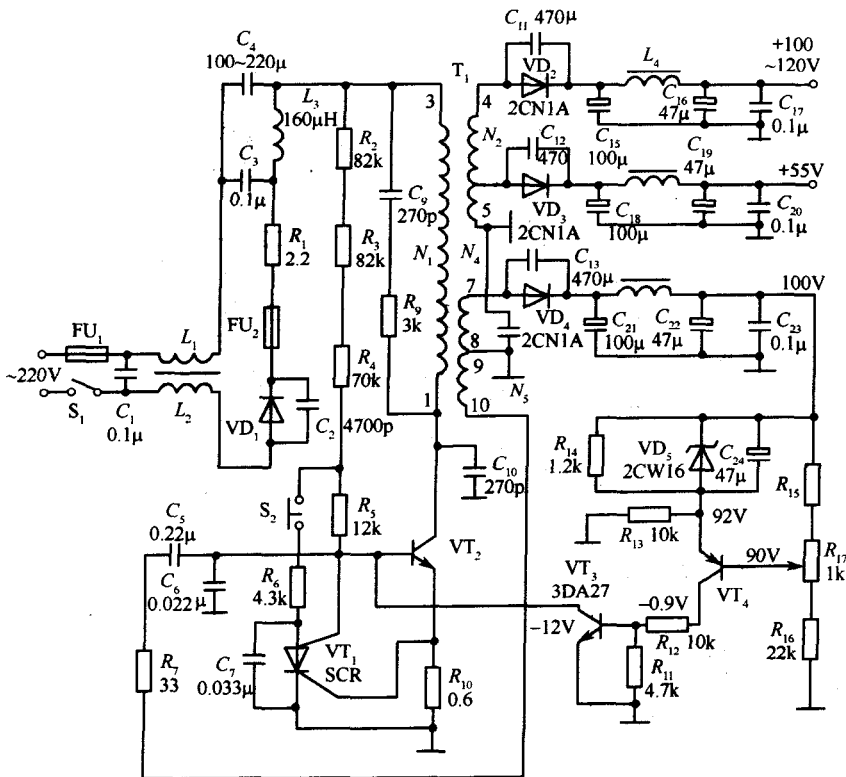 C₁₁ 470μ
C₄
100~220μ
VD₂
2CN1A
L₄
+100
~120V
T₁
3
4
L₃
160μH
R₂
82k
C₁₅
100μ
C₁₆
47μ
C₁₇
0.1μ
N₂
C₁₂
470
C₃
0.1μ
C₉
270p
C₁₉
47μ
+55V
5
VD₃
2CN1A
C₁₈
100μ
C₂₀
0.1μ
R₁
2.2
R₃
82k
N₁
N₄
C₁₃
470μ
100V
7
FU₂
R₉
3k
VD₄
2CN1A
C₂₁
100μ
C₂₂
47μ
C₂₃
0.1μ
FU₁
L₁
8
9
N₅
~220V
S₁
C₁
0.1μ
L₂
R₄
70k
VD₁
C₂
4700p
1
10
R₁₄
1.2k
VD₅
2CW16
C₂₄
47μ
R₁₅
C₁₀
270p
S₂
R₅
12k
C₅
0.22μ
92V
R₁₃
10k
VT₂
90V
R₁₇
1k
C₆
0.022μ
R₆
4.3k
VT₃
3DA27
VT₄
−0.9V
−12V
R₁₂
10k
R₁₆
22k
R₇
33
C₇
0.033μ
VT₁
SCR
R₁₀
0.6
R₁₁
4.7k